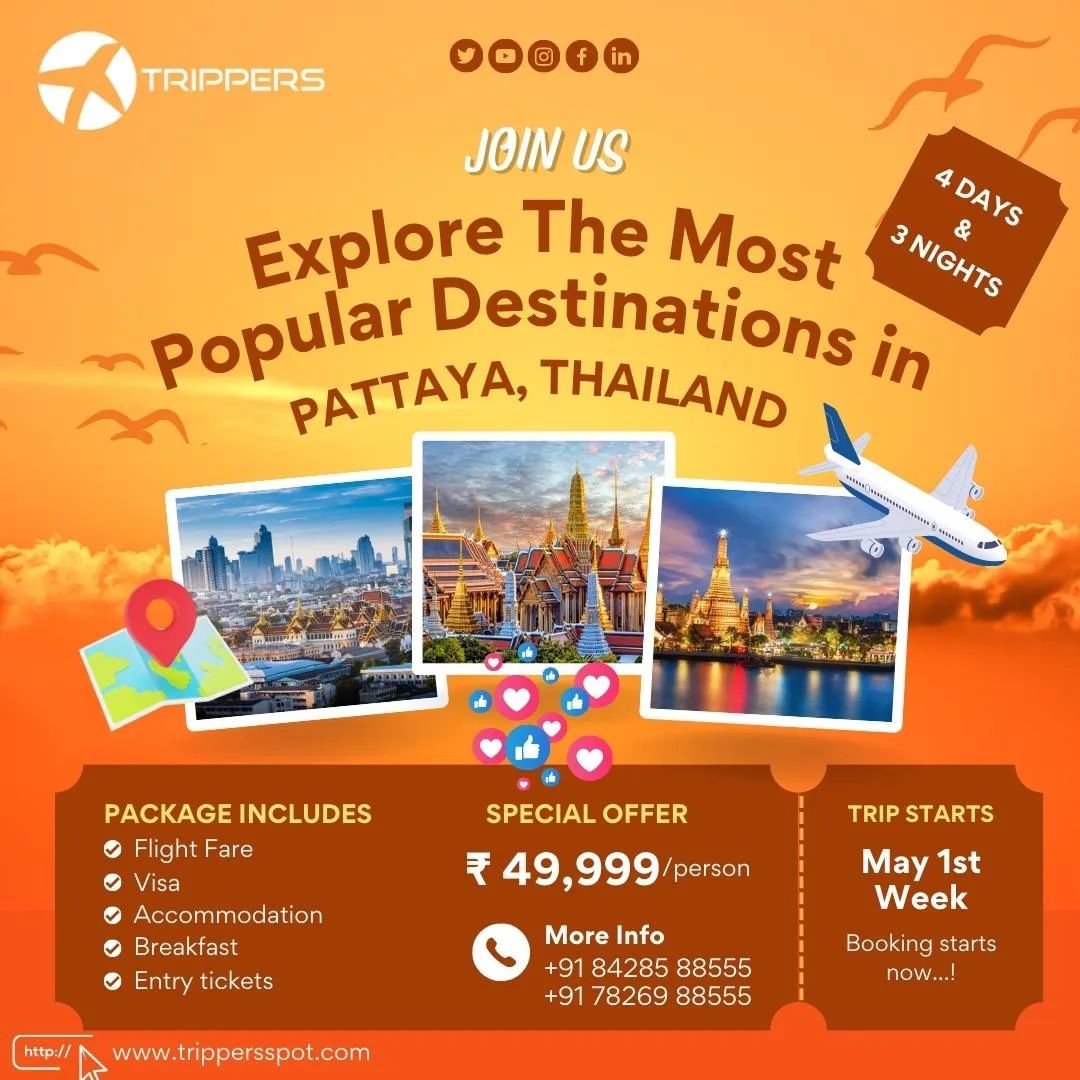 TRIPPERS
JOIN US
4 DAYS
&
3 NIGHTS
Explore The Most
Popular Destinations in
PATTAYA, THAILAND
PACKAGE INCLUDES
Flight Fare
Visa
Accommodation
Breakfast
Entry tickets
SPECIAL OFFER
₹ 49,999/person
More Info
+91 84285 88555
+91 78269 88555
TRIP STARTS
May 1st
Week
Booking starts
now...!
http:// www.trippersspot.com